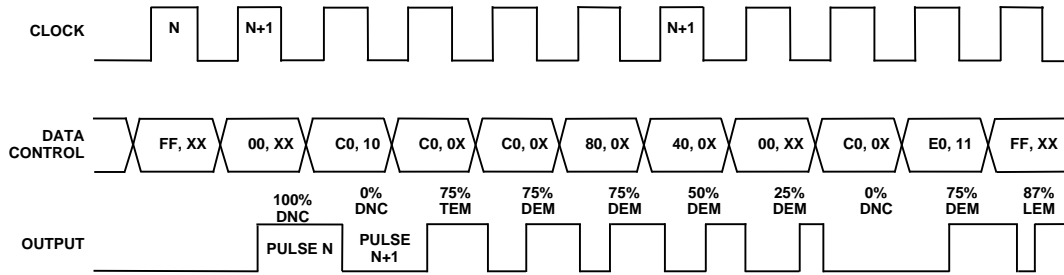 CLOCK
N
N+1
N+1
DATA
CONTROL
FF, XX
00, XX
C0, 10
C0, 0X
C0, 0X
80, 0X
40, 0X
00, XX
C0, 0X
E0, 11
FF, XX
100%
DNC
0%
DNC
75%
TEM
75%
DEM
75%
DEM
50%
DEM
25%
DEM
0%
DNC
75%
DEM
87%
LEM
OUTPUT
PULSE N
PULSE
N+1